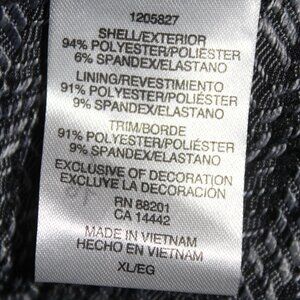 1205827
SHELL/EXTERIOR
94% POLYESTER/POLIÉSTER
6% SPANDEX/ELASTANO
LINING/REVESTIMIENTO
91% POLYESTER/POLIÉSTER
9% SPANDEX/ELASTANO
TRIM/BORDE
91% POLYESTER/POLIÉSTER
9% SPANDEX/ELASTANO
EXCLUSIVE OF DECORATION
EXCLUYE LA DECORACIÓN
RN 88201
CA 14442
MADE IN VIETNAM
HECHO EN VIETNAM
XL/EG